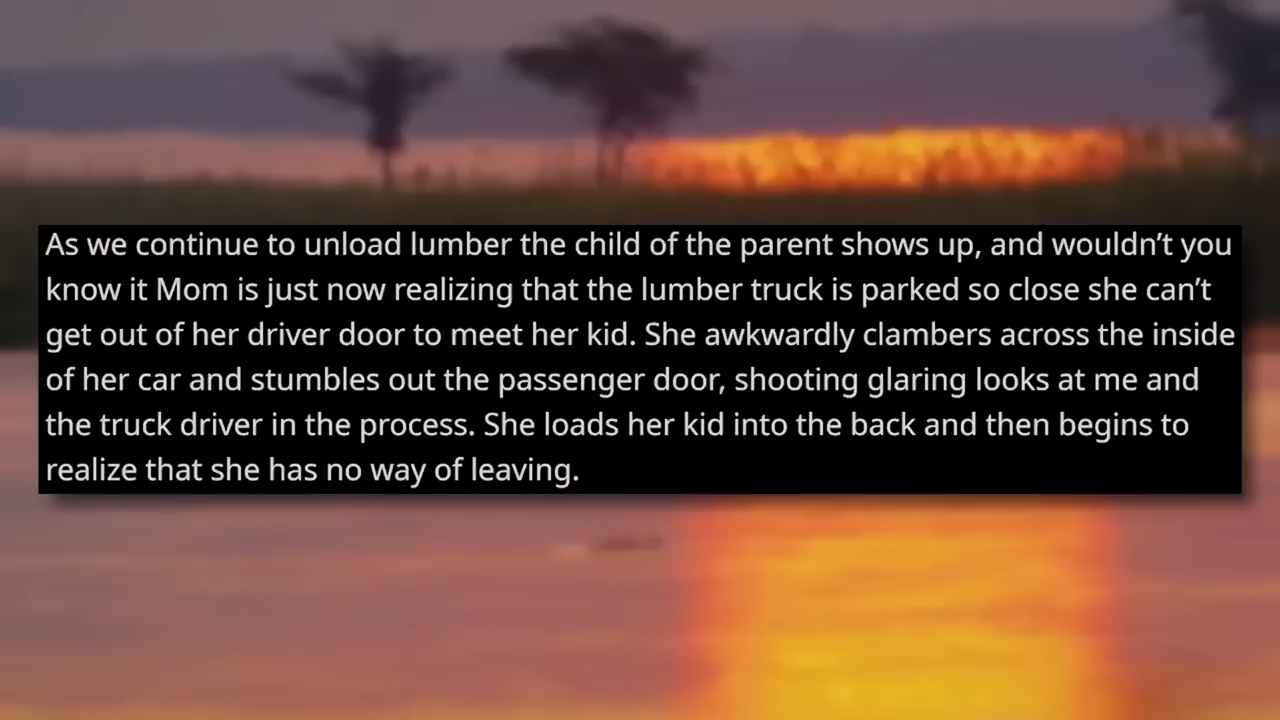 As we continue to unload lumber the child of the parent shows up, and wouldn’t you
know it Mom is just now realizing that the lumber truck is parked so close she can’t
get out of her driver door to meet her kid. She awkwardly clambers across the inside
of her car and stumbles out the passenger door, shooting glaring looks at me and
the truck driver in the process. She loads her kid into the back and then begins to
realize that she has no way of leaving.